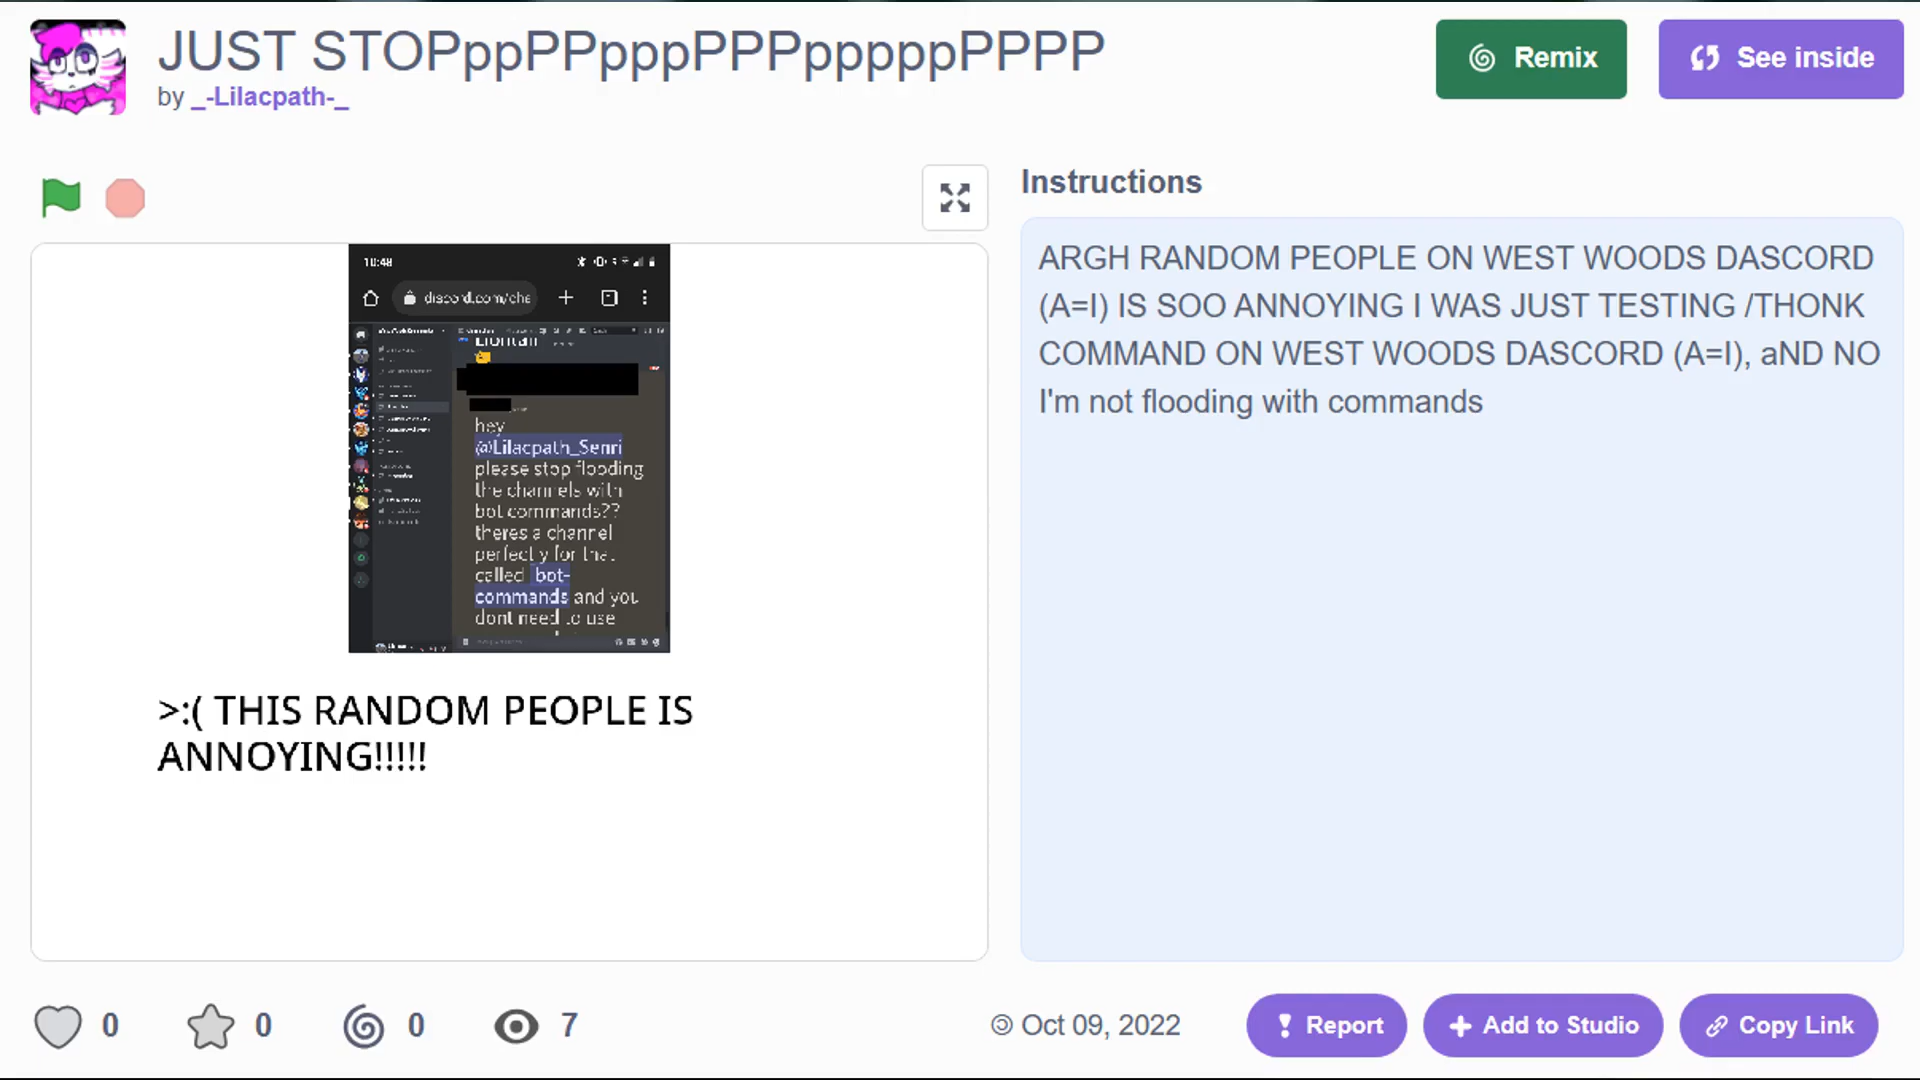 JUST STOPppPPpppPPPpppppPPPP
by _-Lilacpath-_
Remix
See inside
Instructions
ARGH RANDOM PEOPLE ON WEST WOODS DASCORD
(A=I) IS SOO ANNOYING I WAS JUST TESTING /THONK
COMMAND ON WEST WOODS DASCORD (A=I), aND NO
I'm not flooding with commands
10:48
discord.com/cha
hey
@Lilacpath_Senri
please stop flooding
the channels with
bot commands??
theres a channel
perfectly for that
called bot-
commands and you
dont need to use
>:( THIS RANDOM PEOPLE IS
ANNOYING!!!!!
0
0
0
7
Oct 09, 2022
Report
Add to Studio
Copy Link